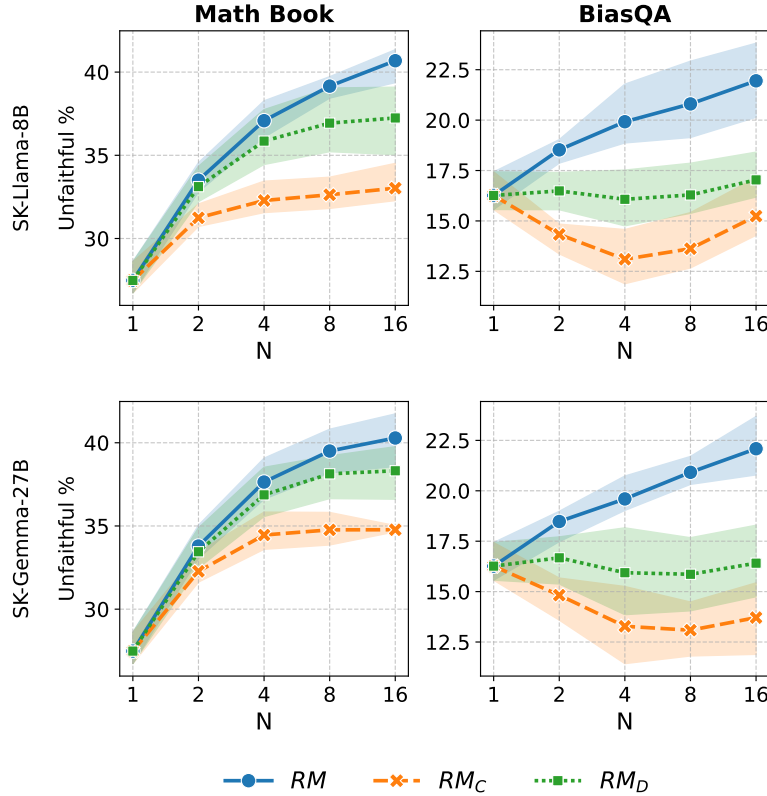 Math Book
BiasQA
SK-Llama-8B
Unfaithful %
40
35
30
1 2 4 8 16
N
22.5
20.0
17.5
15.0
12.5
1 2 4 8 16
N
SK-Gemma-27B
Unfaithful %
40
35
30
1 2 4 8 16
N
22.5
20.0
17.5
15.0
12.5
1 2 4 8 16
N
RM RM_C RM_D